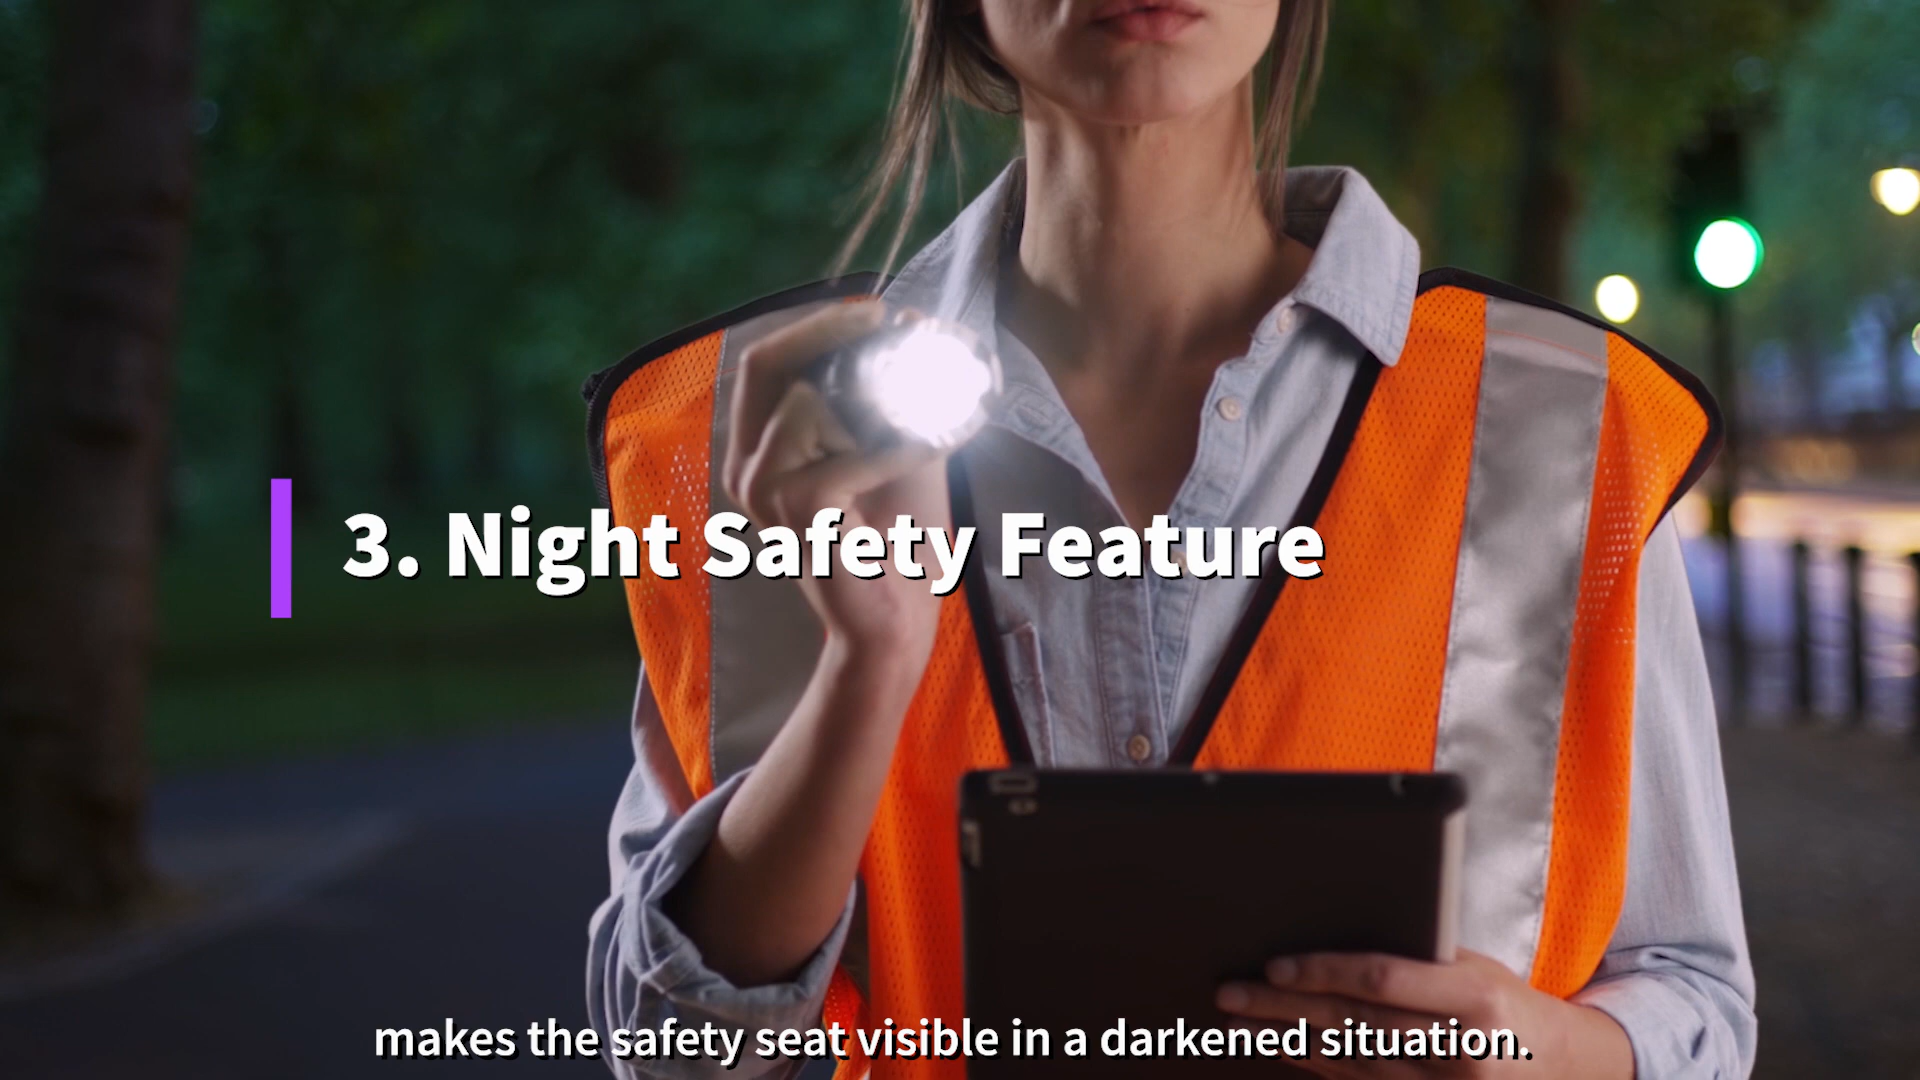 3. Night Safety Feature
makes the safety seat visible in a darkened situation.